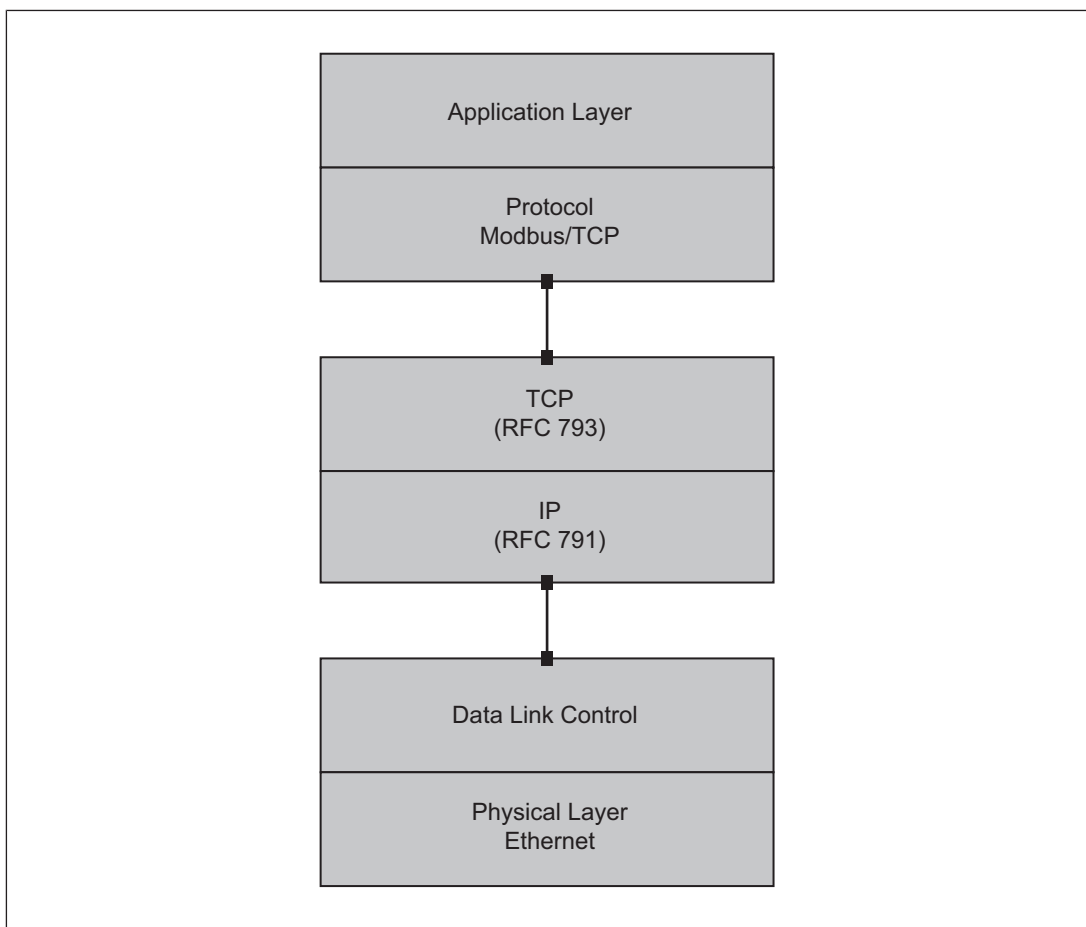 Application Layer
Protocol
Modbus/TCP
TCP
(RFC 793)
IP
(RFC 791)
Data Link Control
Physical Layer
Ethernet